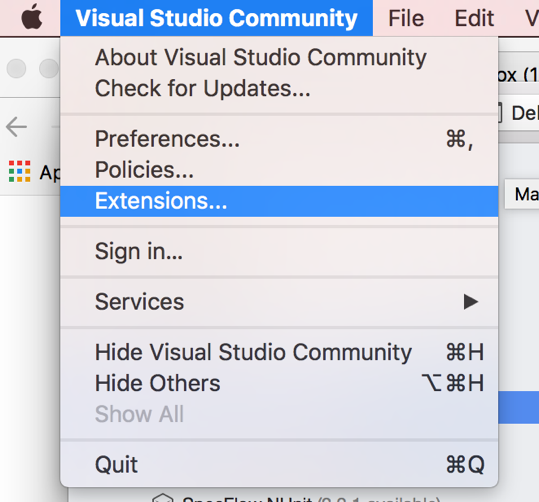 Visual Studio Community File Edit V
About Visual Studio Community
Check for Updates...
Preferences... ⌘,
Policies...
Extensions...
Sign in...
Services ▶
Hide Visual Studio Community ⌘H
Hide Others ⌥⌘H
Show All
Quit ⌘Q
Ap
ox (1
Del
Ma